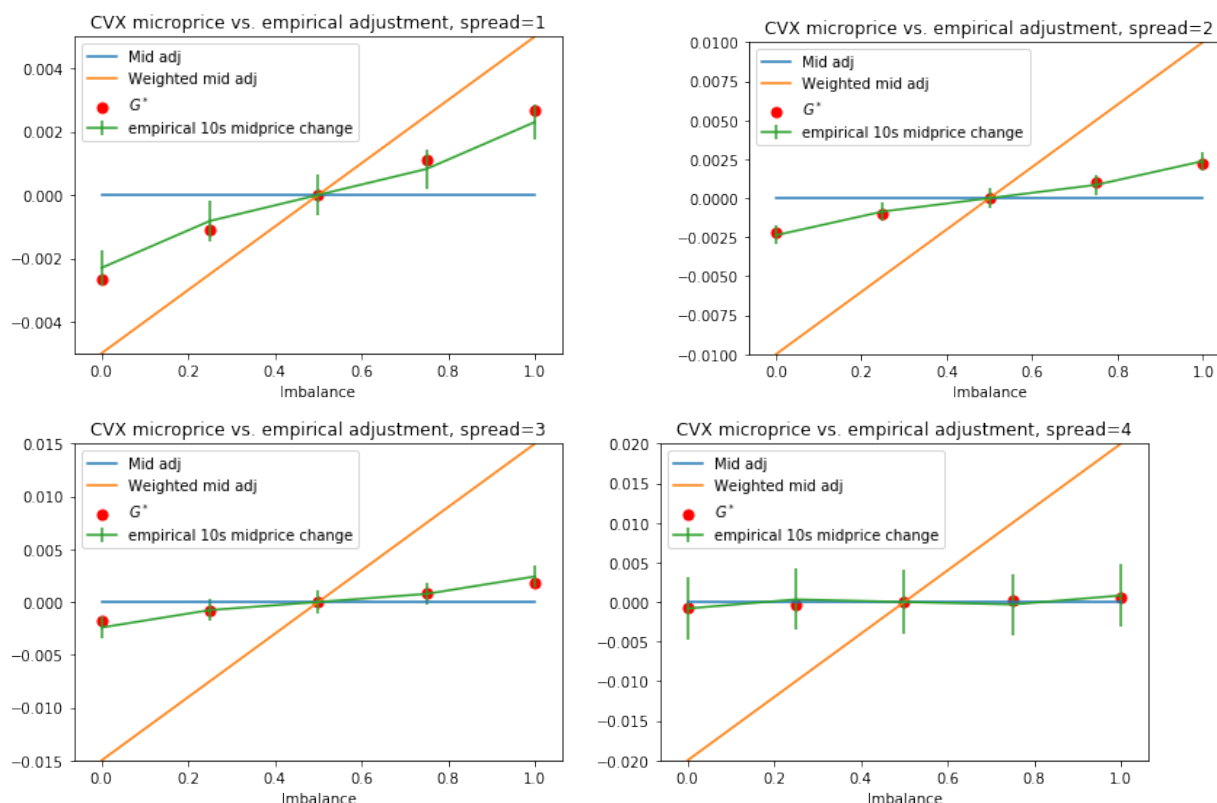 CVX microprice vs. empirical adjustment, spread=1
Mid adj
Weighted mid adj
G*
empirical 10s midprice change
0.004
0.002
0.000
−0.002
−0.004
0.0 0.2 0.4 0.6 0.8 1.0
Imbalance
CVX microprice vs. empirical adjustment, spread=2
0.0100
Mid adj
0.0075
Weighted mid adj
0.0050
G*
empirical 10s midprice change
0.0025
0.0000
−0.0025
−0.0050
−0.0075
−0.0100
0.0 0.2 0.4 0.6 0.8 1.0
Imbalance
CVX microprice vs. empirical adjustment, spread=3
0.015
Mid adj
Weighted mid adj
0.010
G*
empirical 10s midprice change
0.005
0.000
−0.005
−0.010
−0.015
0.0 0.2 0.4 0.6 0.8 1.0
Imbalance
CVX microprice vs. empirical adjustment, spread=4
0.020
Mid adj
Weighted mid adj
0.015
G*
0.010
empirical 10s midprice change
0.005
0.000
−0.005
−0.010
−0.015
−0.020
0.0 0.2 0.4 0.6 0.8 1.0
Imbalance